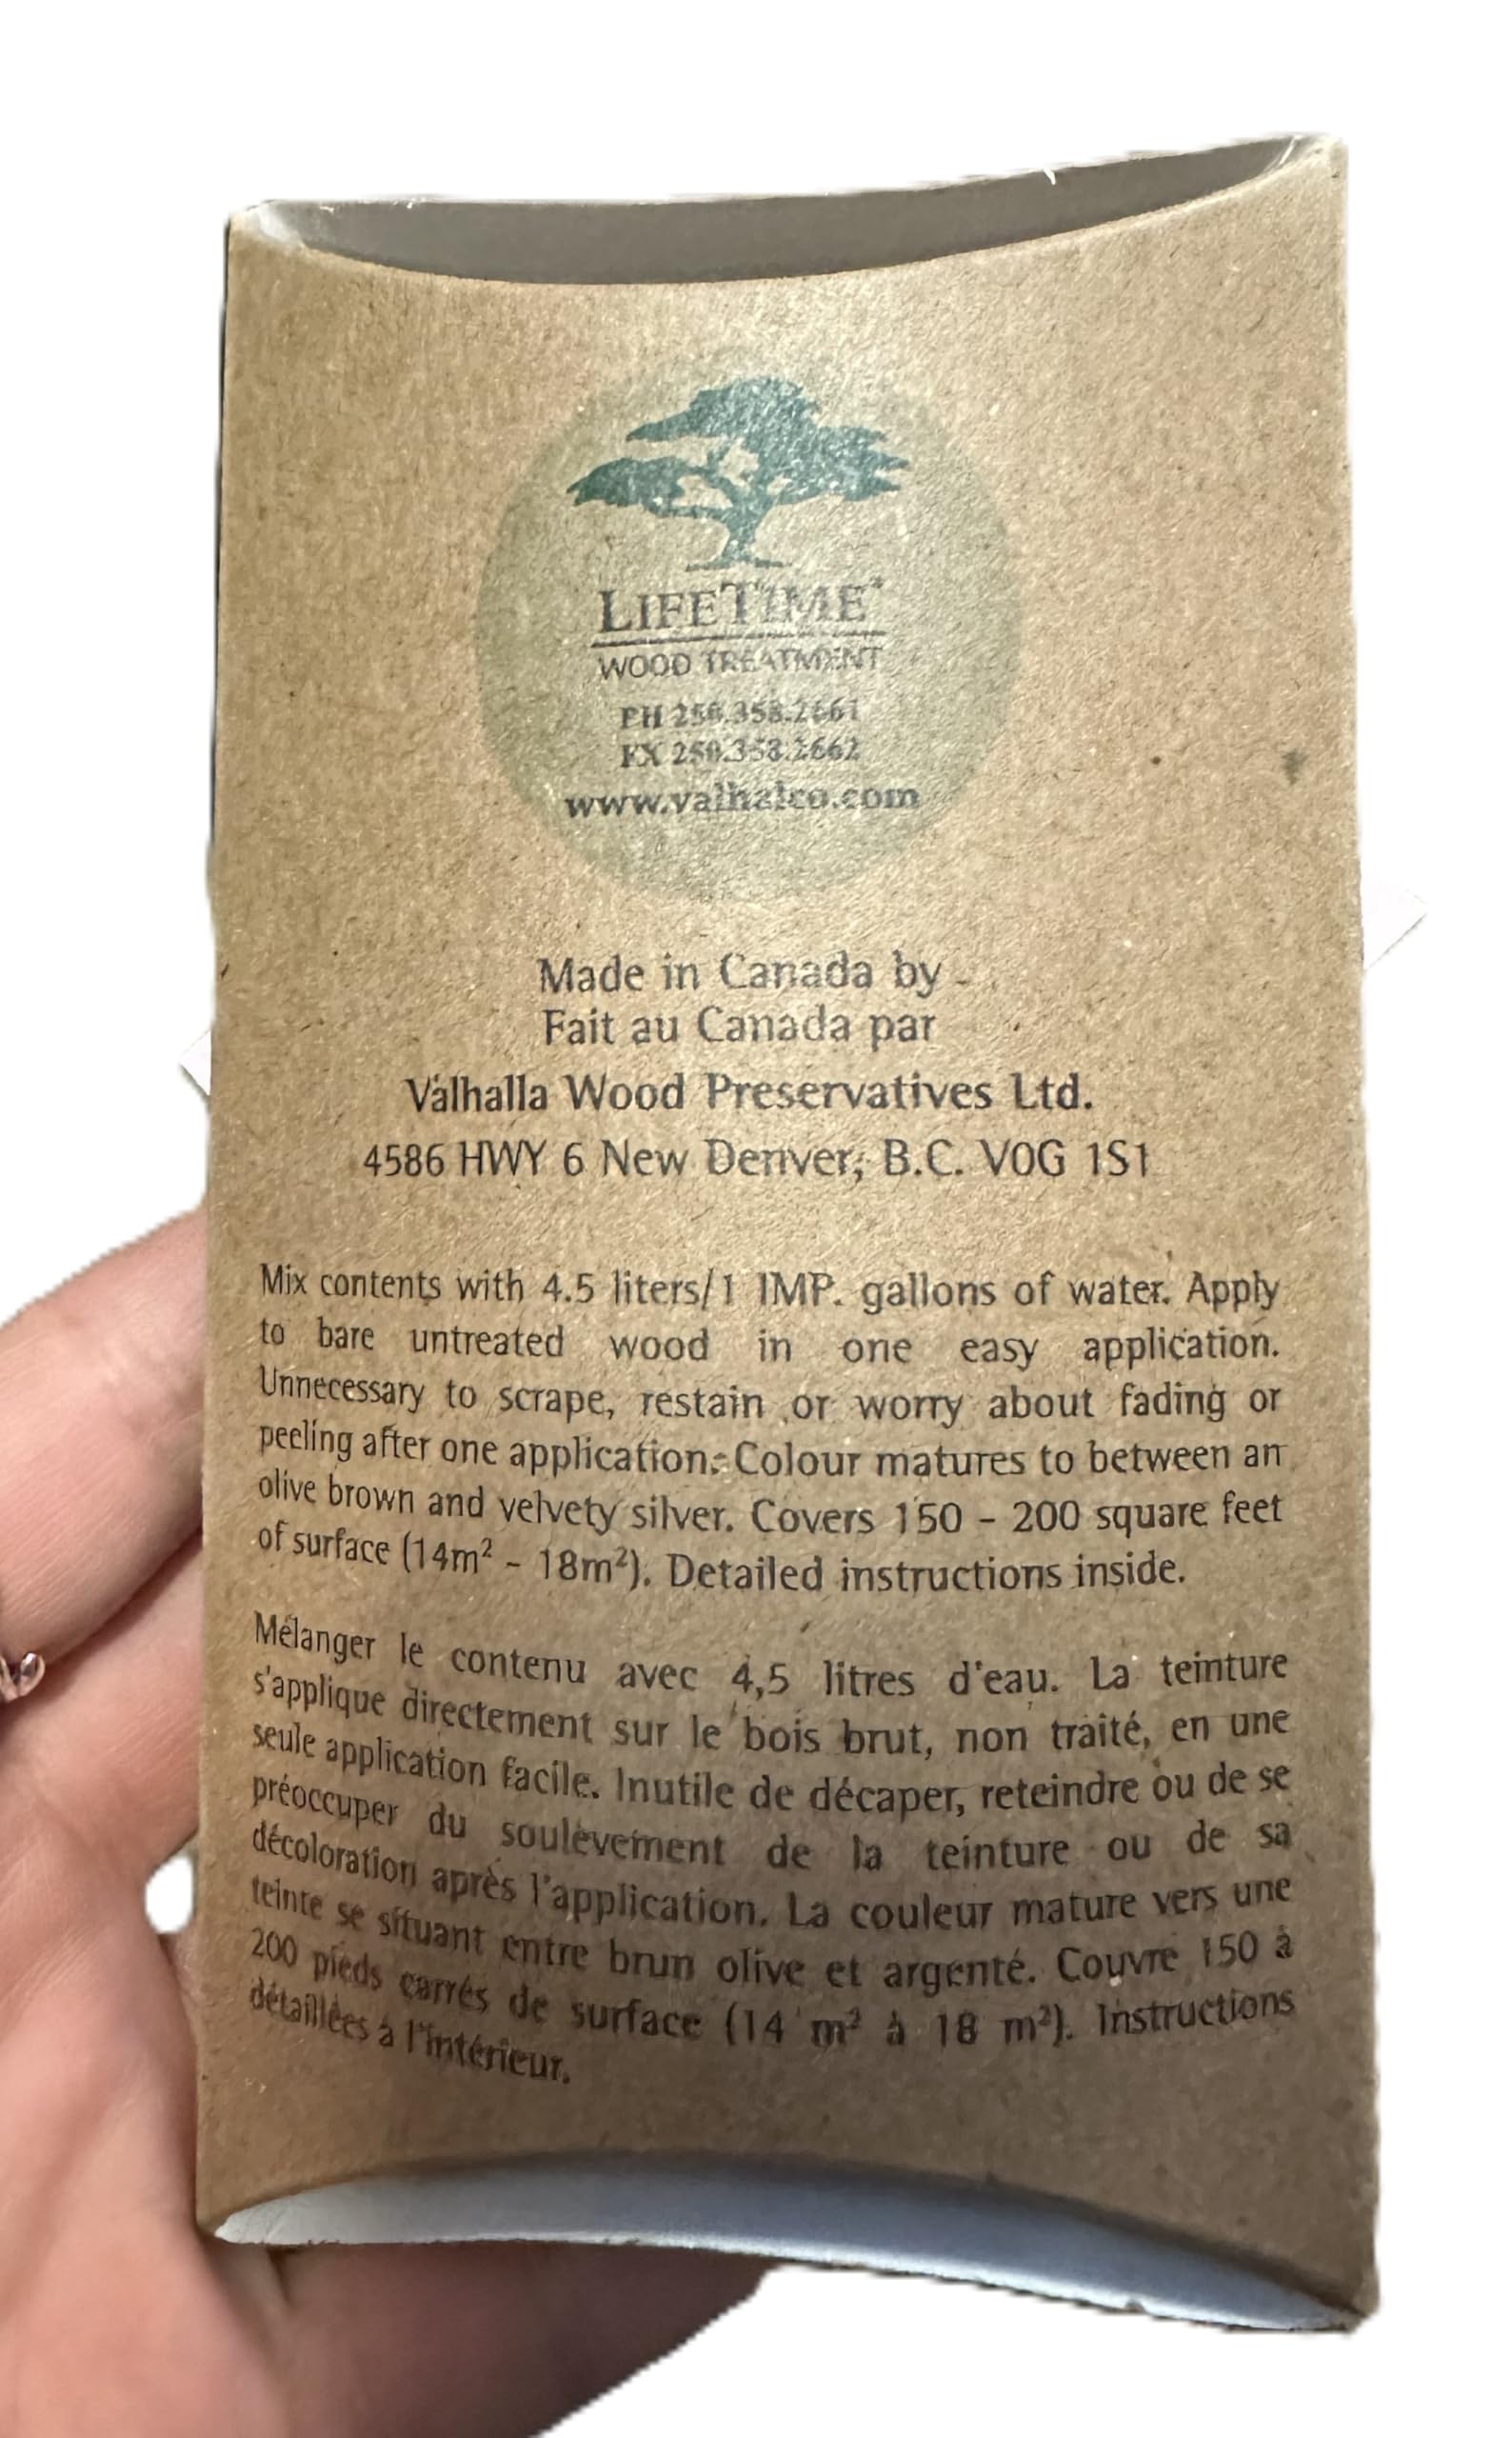 LIFETIME®
WOOD TREATMENT
PH 250.358.2661
FX 250.358.2662
www.valhalco.com
Made in Canada by
Fait au Canada par
Valhalla Wood Preservatives Ltd.
4586 HWY 6 New Denver, B.C. V0G 1S1
Mix contents with 4.5 liters/1 IMP. gallons of water. Apply
to bare untreated wood in one easy application.
Unnecessary to scrape, restain or worry about fading or
peeling after one application. Colour matures to between an
olive brown and velvety silver. Covers 150 - 200 square feet
of surface (14m² - 18m²). Detailed instructions inside.
Mélanger le contenu avec 4,5 litres d'eau. La teinture
s'applique directement sur le bois brut, non traité, en une
seule application facile. Inutile de décaper, reteindre ou de se
préoccuper du soulèvement de la teinture ou de sa
décoloration après l'application. La couleur mature vers une
teinte se situant entre brun olive et argenté. Couvre 150 à
200 pieds carrés de surface (14 m² à 18 m²). Instructions
détaillées à l'intérieur.